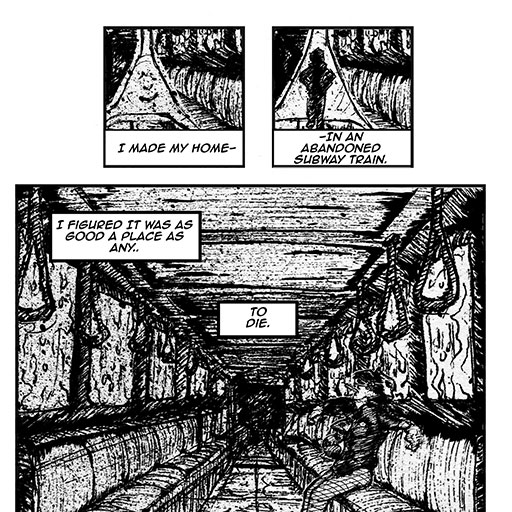 I MADE MY HOME-
-IN AN
ABANDONED
SUBWAY TRAIN.
I FIGURED IT WAS AS
GOOD A PLACE AS
ANY..
TO
DIE.